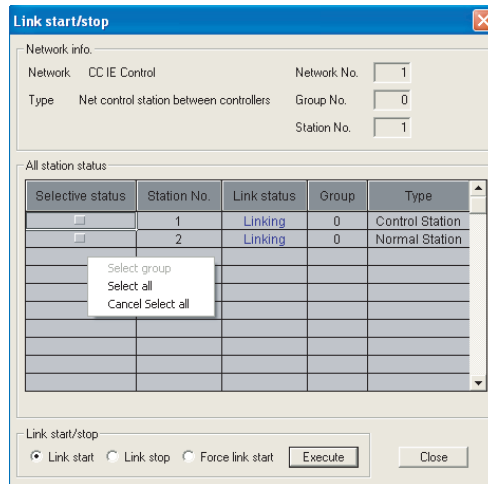 Link start/stop
Network info.
Network CC IE Control Network No. 1
Type Net control station between controllers Group No. 0
Station No. 1
All station status
Selective status Station No. Link status Group Type
1 Linking 0 Control Station
2 Linking 0 Normal Station
Select group
Select all
Cancel Select all
Link start/stop
Link start Link stop Force link start Execute Close